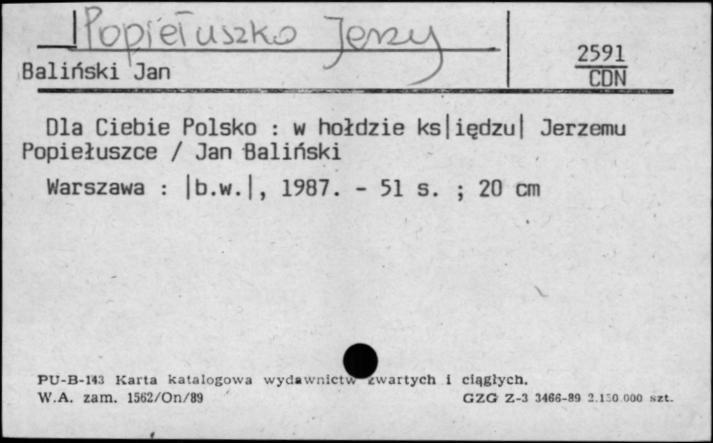 Popiełuszko Jerzy
2591
Baliński Jan
CDN
Dla Ciebie Polsko : w hołdzie ks|iędzu| Jerzemu
Popiełuszce / Jan Baliński
Warszawa : |b.w.|, 1987. - 51 s. ; 20 cm
PU-B-143 Karta katalogowa wydawnictw zwartych i ciągłych.
W.A. zam. 1562/On/89 GZG Z-3 3466-89 2.150.000 szt.